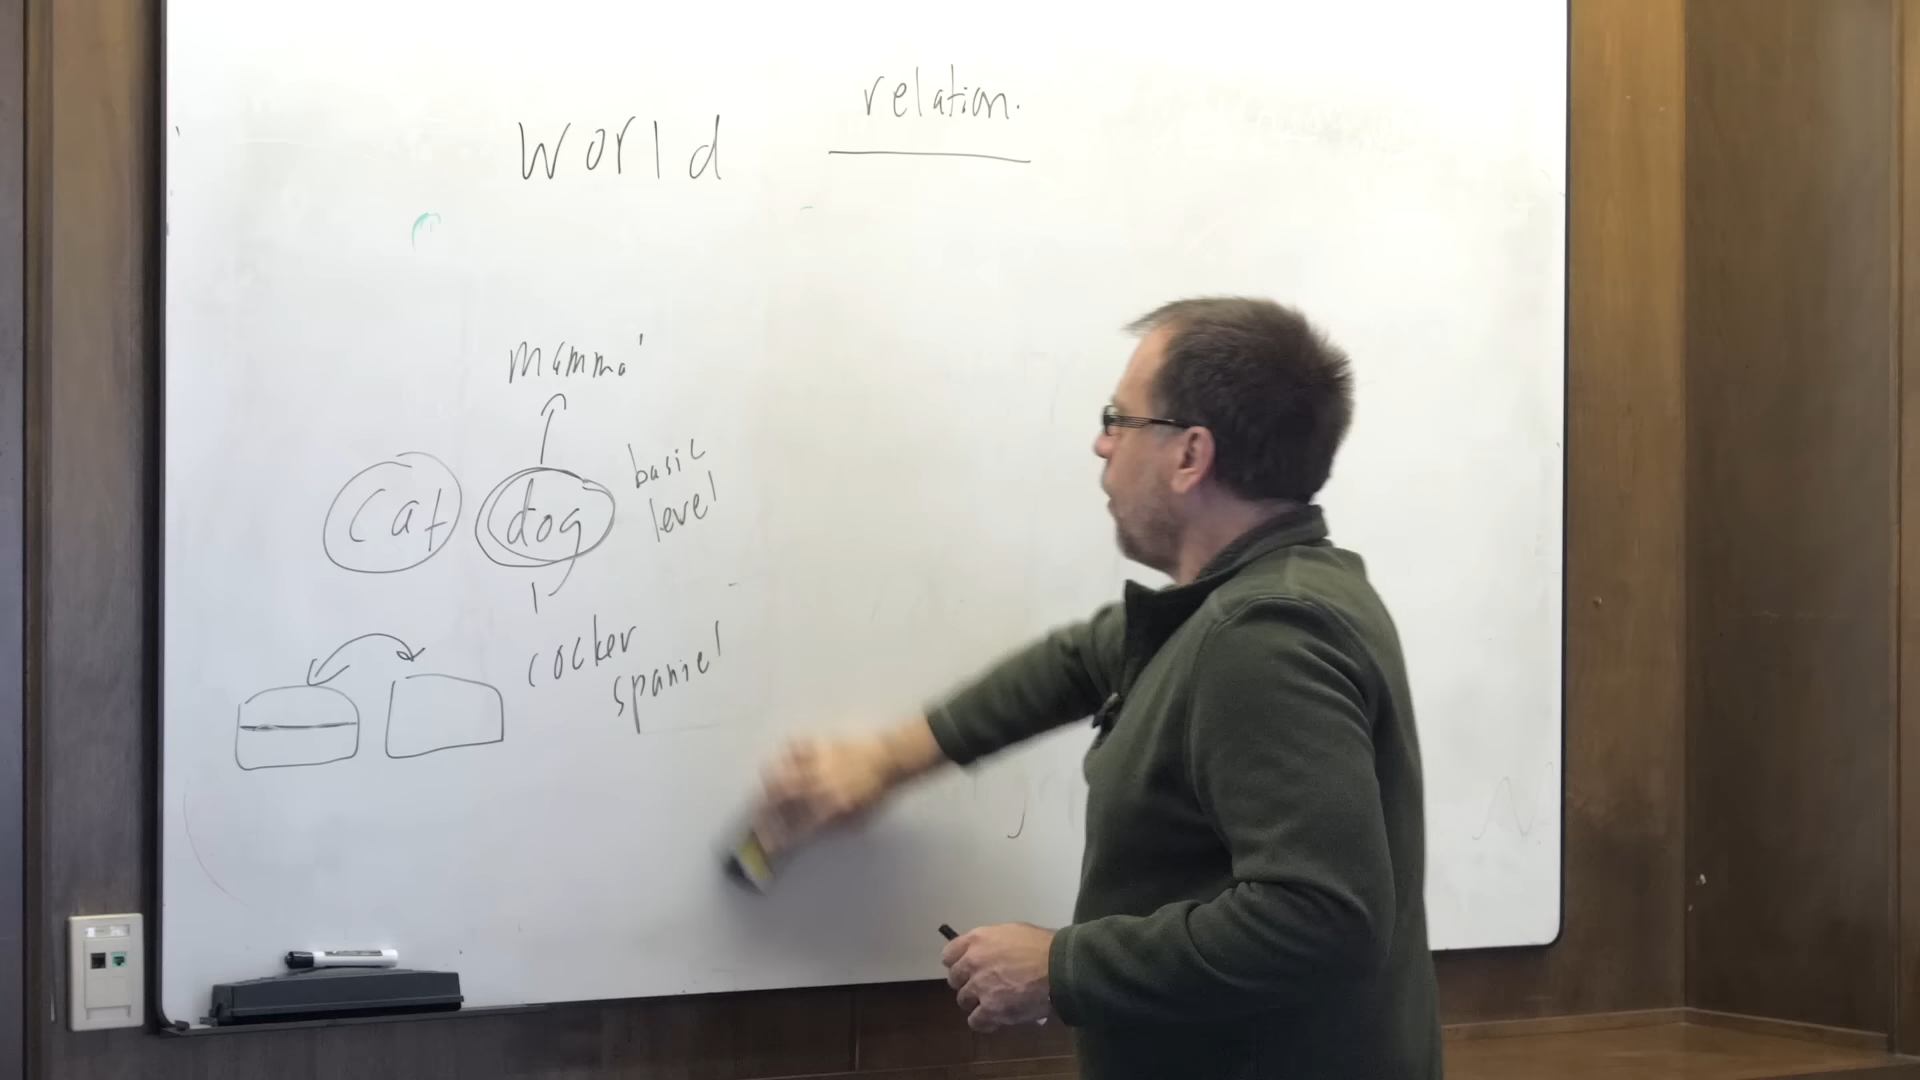 relation.
world
mammal
cat dog basic
level
cocker
spaniel